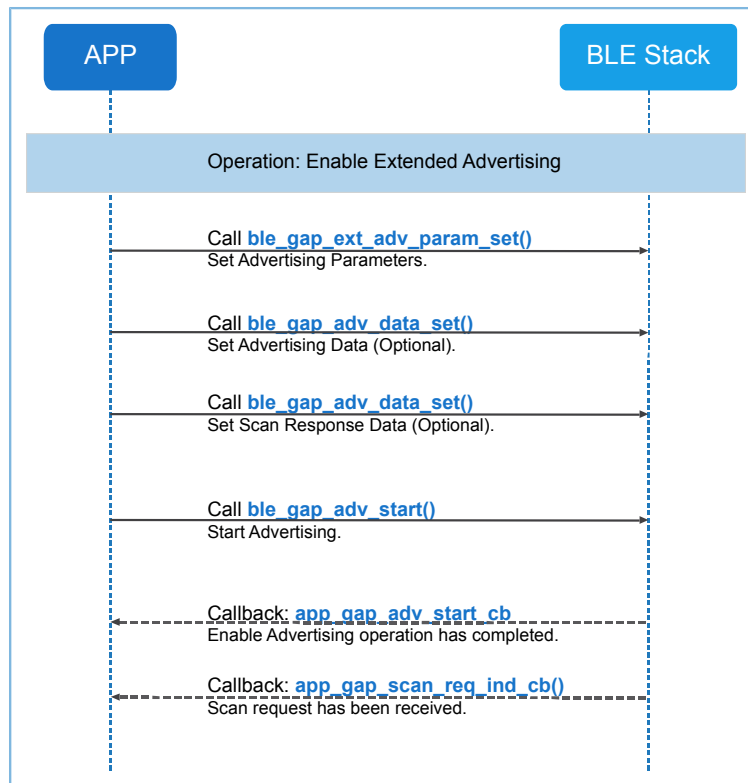 APP
BLE Stack
Operation: Enable Extended Advertising
Call ble_gap_ext_adv_param_set()
Set Advertising Parameters.
Call ble_gap_adv_data_set()
Set Advertising Data (Optional).
Call ble_gap_adv_data_set()
Set Scan Response Data (Optional).
Call ble_gap_adv_start()
Start Advertising.
Callback: app_gap_adv_start_cb
Enable Advertising operation has completed.
Callback: app_gap_scan_req_ind_cb()
Scan request has been received.